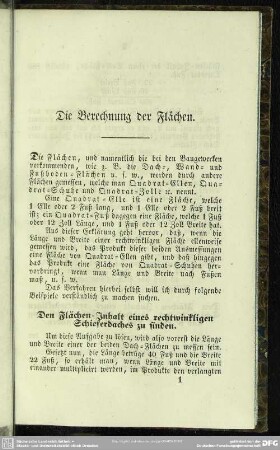 Die Berechnung der Flächen.
Die Flächen, und namentlich die bei den Baugewerken
vorkommenden, wie z. B. die Dach-, Wand- und
Fußboden-Flächen u. s. w., werden durch andere
Flächen gemessen, welche man Quadrat-Ellen, Qua-
drat-Schuhe und Quadrat-Zolle ꝛc. nennt.
Eine Quadrat-Elle ist eine Fläche, welche
1 Elle oder 2 Fuß lang, und 1 Elle oder 2 Fuß breit
ist; ein Quadrat-Fuß dagegen eine Fläche, welche 1 Fuß
oder 12 Zoll Länge, und 1 Fuß oder 12 Zoll Breite hat.
Aus dieser Erklärung geht hervor, daß, wenn die
Länge und Breite einer rechtwinkligen Fläche ellenweise
gemessen wird, das Produkt dieser beiden Ausmessungen
eine Fläche von Quadrat-Ellen gibt, und daß hingegen
das Produkt eine Fläche von Quadrat-Schuhen her-
vorbringt, wenn man Länge und Breite nach Fußen
maß, u. s. w.
Das Verfahren hierbei selbst will ich durch folgende
Beispiele verständlich zu machen suchen.
Den Flächen-Inhalt eines rechtwinkligen
Schieferdaches zu finden.
Um diese Aufgabe zu lösen, wird also vorerst die Länge
und Breite einer der beiden Dach-Flächen zu messen sein.
Gesetzt nun, die Länge betrüge 40 Fuß und die Breite
22 Fuß, so erhält man, wenn Länge und Breite mit
einander multiplicirt werden, im Produkte den verlangten
1